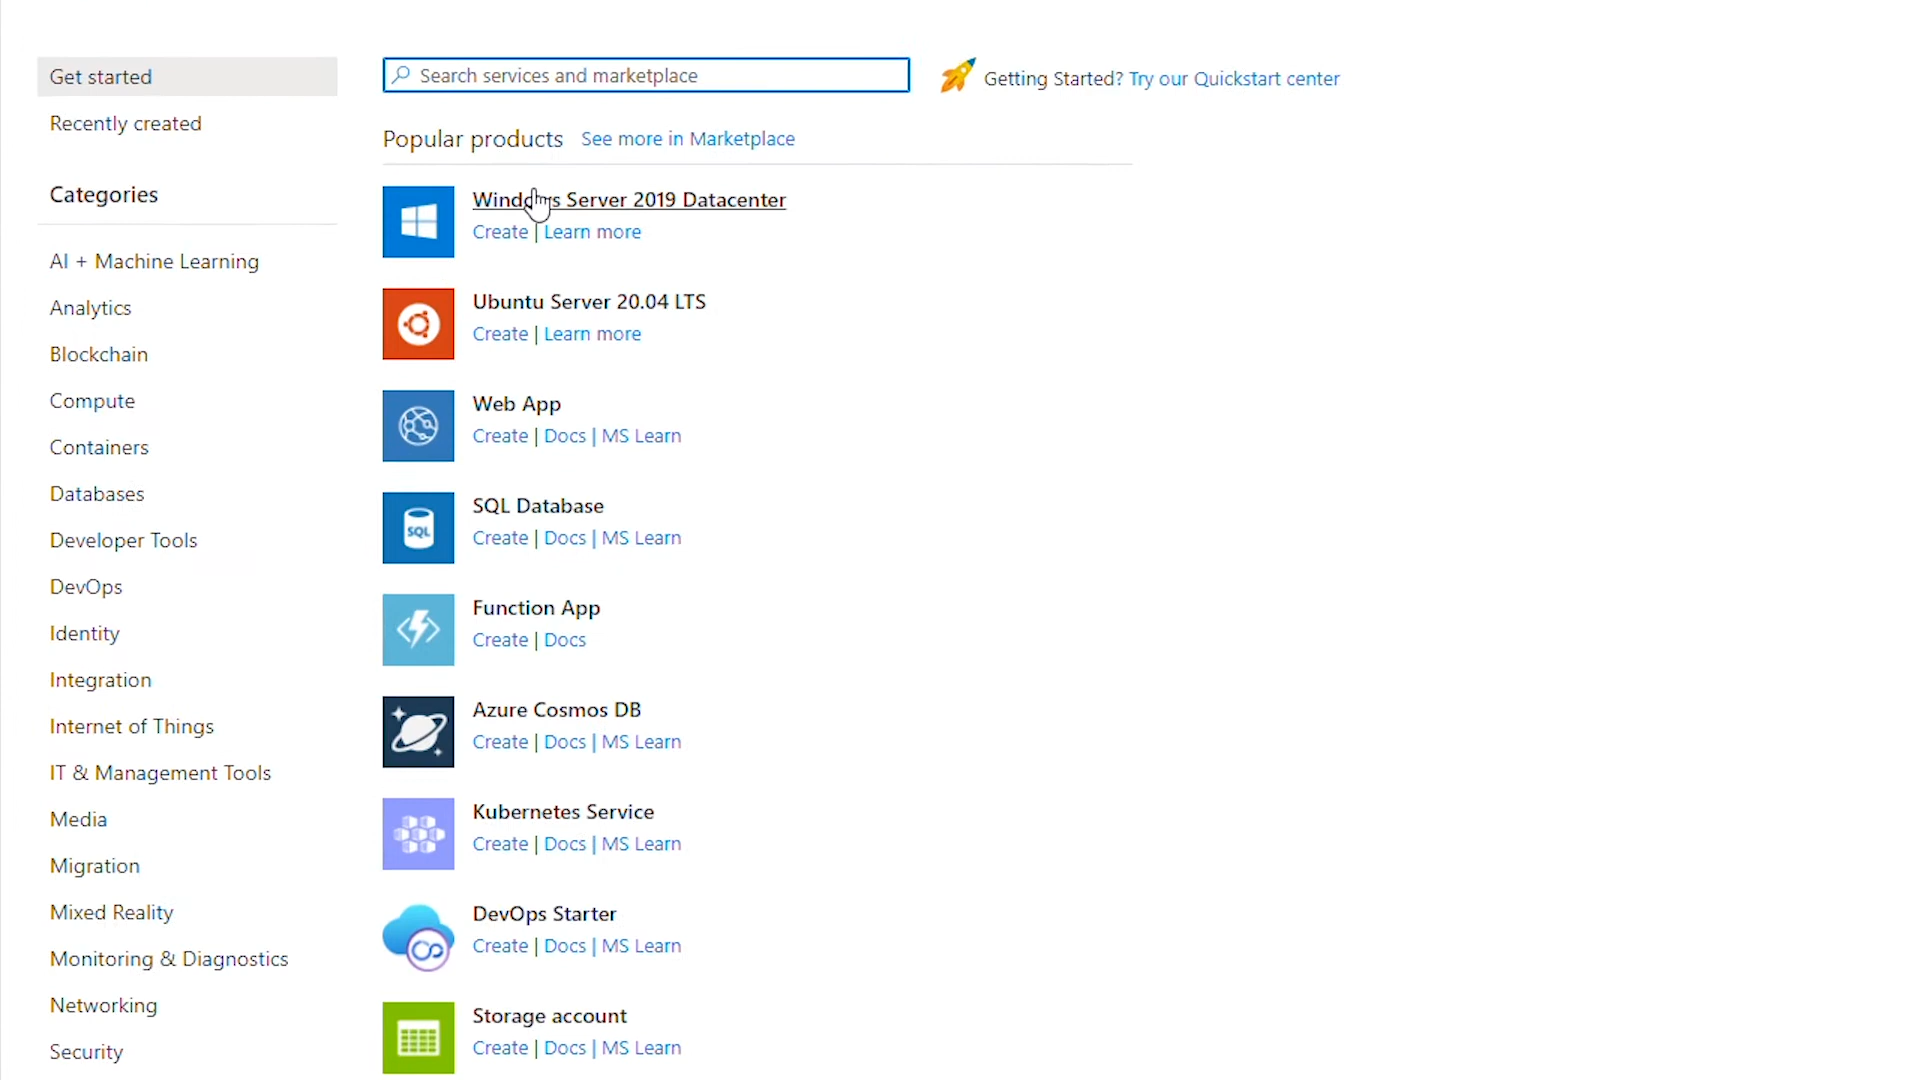 Get started
Recently created
Categories
AI + Machine Learning
Analytics
Blockchain
Compute
Containers
Databases
Developer Tools
DevOps
Identity
Integration
Internet of Things
IT & Management Tools
Media
Migration
Mixed Reality
Monitoring & Diagnostics
Networking
Security
Search services and marketplace
Getting Started? Try our Quickstart center
Popular products See more in Marketplace
Windows Server 2019 Datacenter
Create | Learn more
Ubuntu Server 20.04 LTS
Create | Learn more
Web App
Create | Docs | MS Learn
SQL
SQL Database
Create | Docs | MS Learn
Function App
Create | Docs
Azure Cosmos DB
Create | Docs | MS Learn
Kubernetes Service
Create | Docs | MS Learn
DevOps Starter
Create | Docs | MS Learn
Storage account
Create | Docs | MS Learn